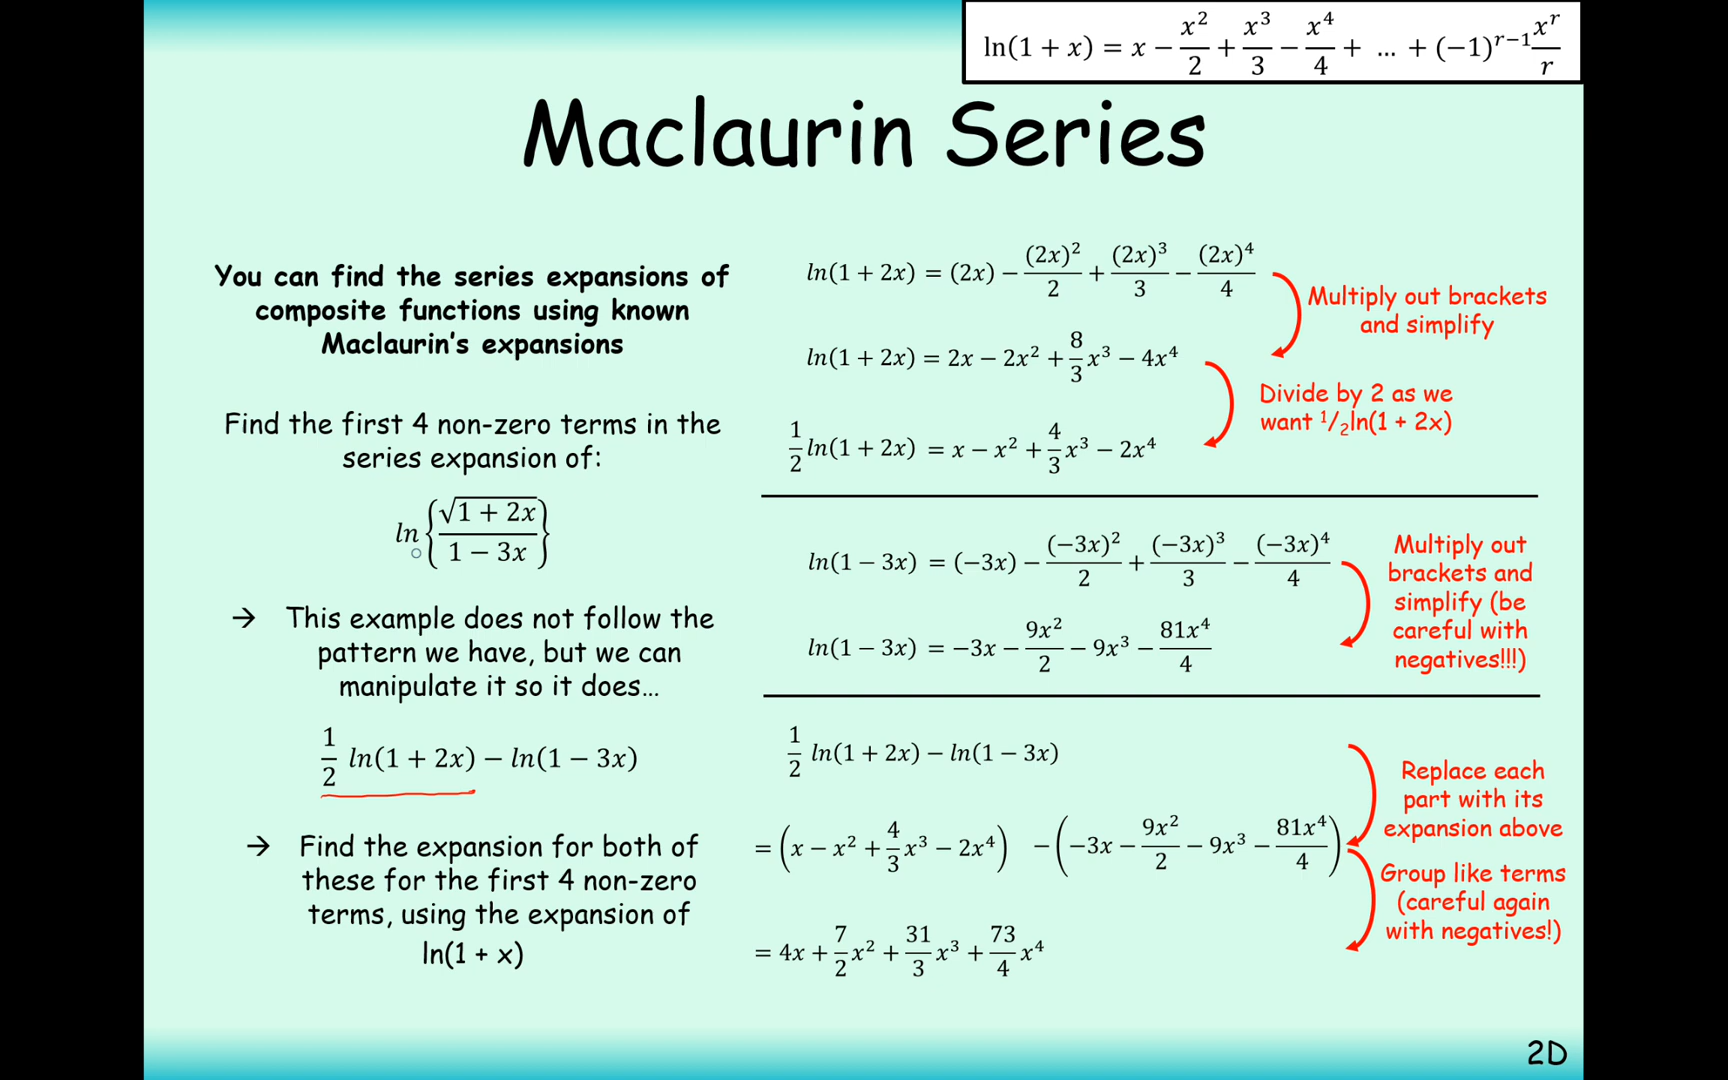 ln(1 + x) = x − x²/2 + x³/3 − x⁴/4 + … + (−1)ʳ⁻¹ xʳ/r
Maclaurin Series
You can find the series expansions of
composite functions using known
Maclaurin's expansions
Find the first 4 non-zero terms in the
series expansion of:
ln{√(1 + 2x)/(1 − 3x)}
→ This example does not follow the
pattern we have, but we can
manipulate it so it does…
1/2 ln(1 + 2x) − ln(1 − 3x)
→ Find the expansion for both of
these for the first 4 non-zero
terms, using the expansion of
ln(1 + x)
ln(1 + 2x) = (2x) − (2x)²/2 + (2x)³/3 − (2x)⁴/4
Multiply out brackets
and simplify
ln(1 + 2x) = 2x − 2x² + 8/3 x³ − 4x⁴
Divide by 2 as we
want ¹/₂ln(1 + 2x)
1/2 ln(1 + 2x) = x − x² + 4/3 x³ − 2x⁴
ln(1 − 3x) = (−3x) − (−3x)²/2 + (−3x)³/3 − (−3x)⁴/4
Multiply out
brackets and
simplify (be
careful with
negatives!!!)
ln(1 − 3x) = −3x − 9x²/2 − 9x³ − 81x⁴/4
1/2 ln(1 + 2x) − ln(1 − 3x)
Replace each
part with its
expansion above
= (x − x² + 4/3 x³ − 2x⁴) − (−3x − 9x²/2 − 9x³ − 81x⁴/4)
Group like terms
(careful again
with negatives!)
= 4x + 7/2 x² + 31/3 x³ + 73/4 x⁴
2D